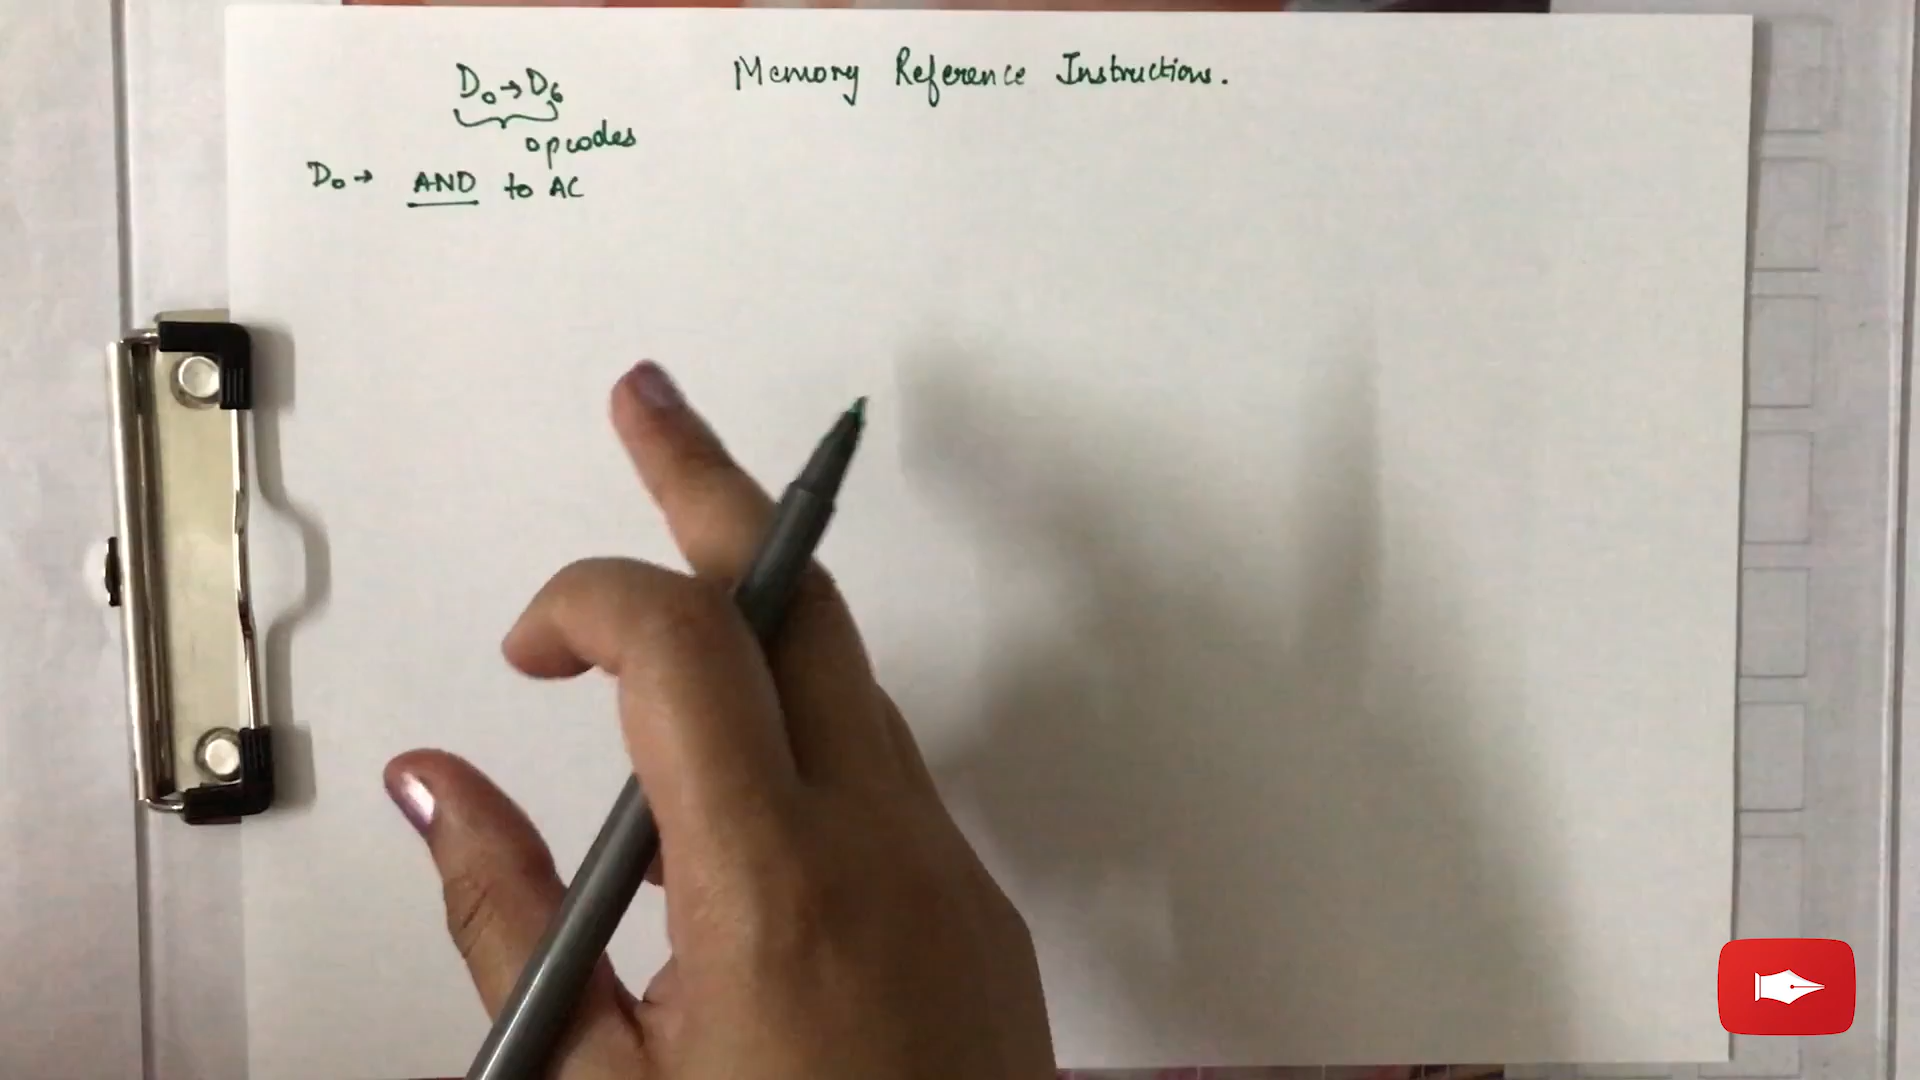 Memory Reference Instructions.
D₀→D₆
opcodes
D₀→ AND to AC